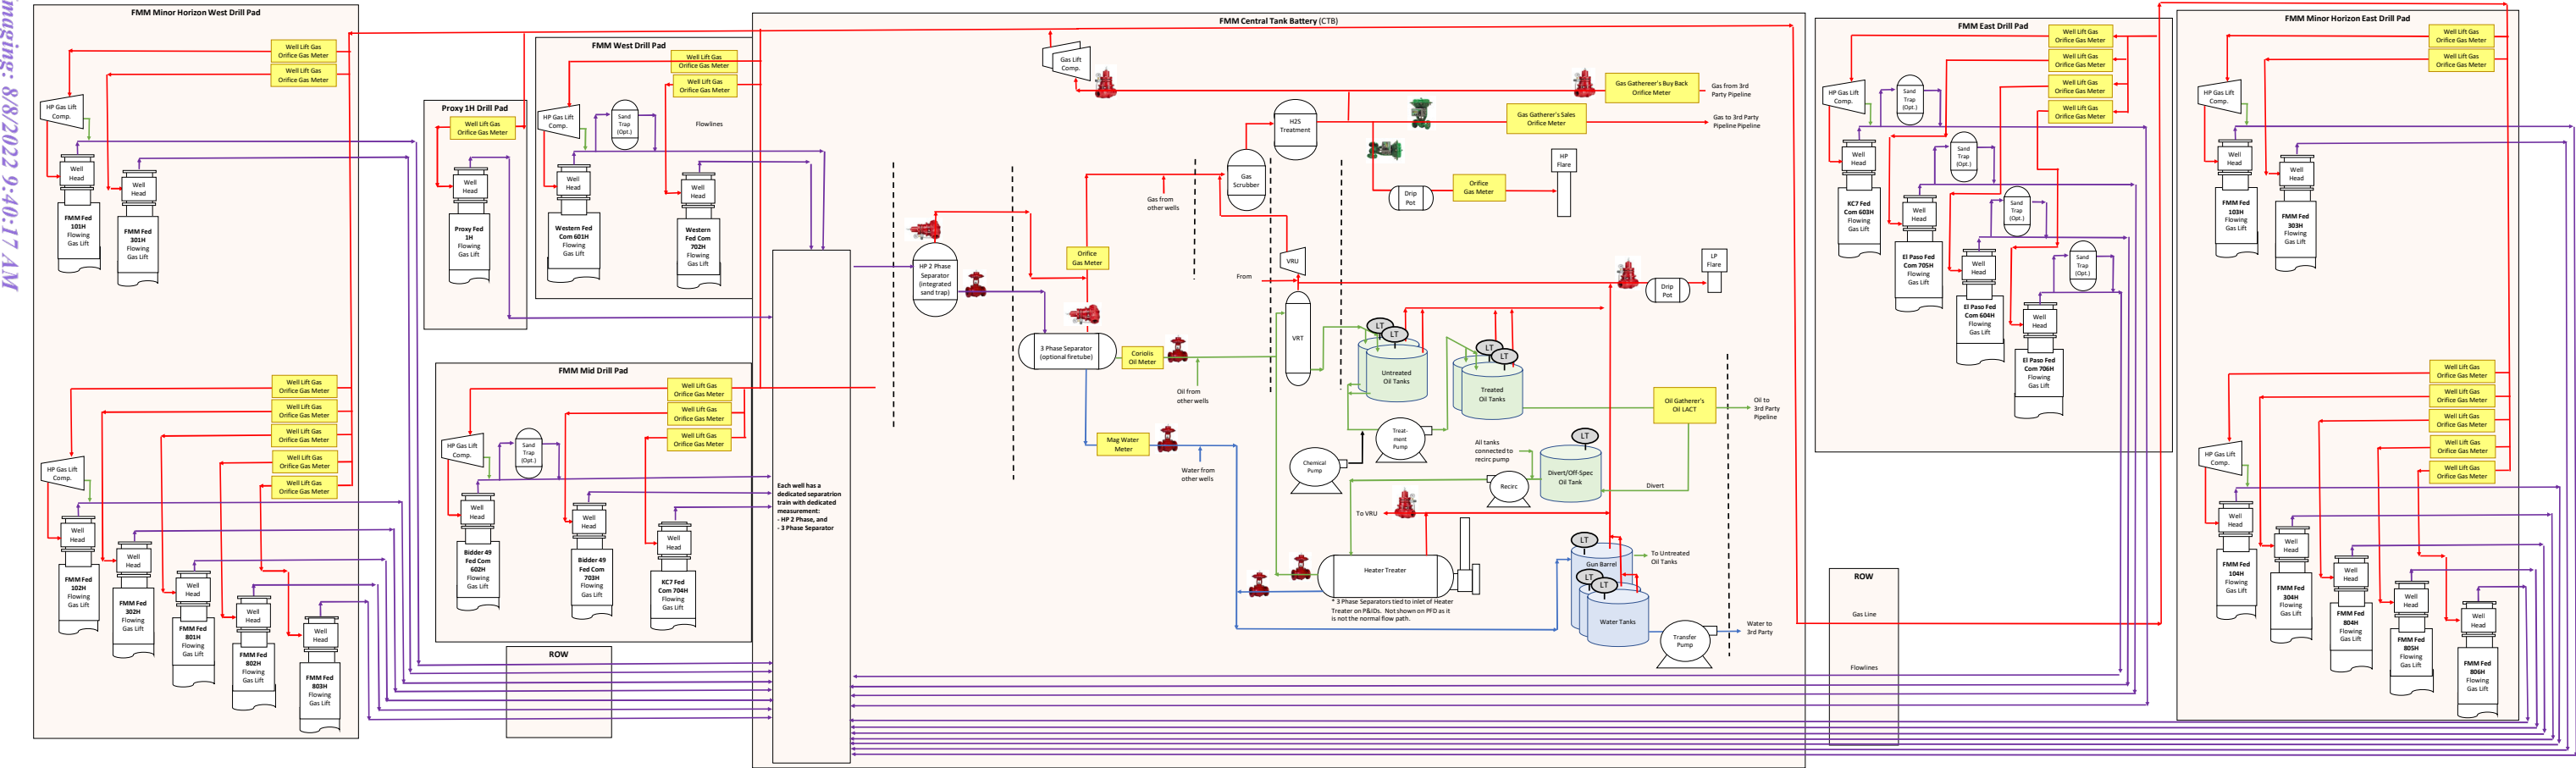 Imaging: 8/8/2022 9:40:17 AM
FMM Minor Horizon West Drill Pad
Well Lift Gas
Orifice Gas Meter
Well Lift Gas
Orifice Gas Meter
HP Gas Lift
Comp.
Well
Head
FMM Fed
101H
Flowing
Gas Lift
Well
Head
FMM Fed
301H
Flowing
Gas Lift
Well Lift Gas
Orifice Gas Meter
Well Lift Gas
Orifice Gas Meter
Well Lift Gas
Orifice Gas Meter
Well Lift Gas
Orifice Gas Meter
Well Lift Gas
Orifice Gas Meter
HP Gas Lift
Comp.
Well
Head
FMM Fed
102H
Flowing
Gas Lift
Well
Head
FMM Fed
302H
Flowing
Gas Lift
Well
Head
FMM Fed
801H
Flowing
Gas Lift
Well
Head
FMM Fed
802H
Flowing
Gas Lift
Well
Head
FMM Fed
803H
Flowing
Gas Lift
Proxy 1H Drill Pad
Well Lift Gas
Orifice Gas Meter
Well
Head
Proxy Fed
1H
Flowing
Gas Lift
FMM West Drill Pad
Well Lift Gas
Orifice Gas Meter
Well Lift Gas
Orifice Gas Meter
HP Gas Lift
Comp.
Sand
Trap
(Opt.)
Flowlines
Well
Head
Western Fed
Com 601H
Flowing
Gas Lift
Well
Head
Western
Fed Com
702H
Flowing
Gas Lift
FMM Mid Drill Pad
Well Lift Gas
Orifice Gas Meter
Well Lift Gas
Orifice Gas Meter
Well Lift Gas
Orifice Gas Meter
HP Gas Lift
Comp.
Sand
Trap
(Opt.)
Well
Head
Bidder 49
Fed Com
602H
Flowing
Gas Lift
Well
Head
Bidder 49
Fed Com
703H
Flowing
Gas Lift
Well
Head
KC7 Fed
Com 704H
Flowing
Gas Lift
ROW
FMM Central Tank Battery (CTB)
Each well has a
dedicated separatrion
train with dedicated
measurement:
- HP 2 Phase, and
- 3 Phase Separator
Gas Lift
Comp.
Gas Gathererer's Buy Back
Orifice Meter
Gas from 3rd
Party Pipeline
H2S
Treatment
Gas Gatherer's Sales
Orifice Meter
Gas to 3rd Party
Pipeline Pipeline
Gas
Scrubber
HP
Flare
Drip
Pot
Orifice
Gas Meter
Gas from
other wells
HP 2 Phase
Separator
(integrated
sand trap)
Orifice
Gas Meter
VRU
From
LP
Flare
Drip
Pot
3 Phase Separator
(optional firetube)
Coriolis
Oil Meter
VRT
LT
LT
Untreated
Oil Tanks
LT
LT
Treated
Oil Tanks
Oil from
other wells
Oil Gatherer's
Oil LACT
Oil to
3rd Party
Pipeline
Mag Water
Meter
Water from
other wells
Treat-
ment
Pump
Chemical
Pump
All tanks
connected to
recirc pump
LT
Divert/Off-Spec
Oil Tank
Recirc
Divert
To VRU
LT
Gun Barrel
To Untreated
Oil Tanks
LT
LT
Water Tanks
Heater Treater
* 3 Phase Separators tied to inlet of Heater
Treater on P&IDs. Not shown on PFD as it
is not the normal flow path.
Transfer
Pump
Water to
3rd Party
FMM East Drill Pad
Well Lift Gas
Orifice Gas Meter
Well Lift Gas
Orifice Gas Meter
Well Lift Gas
Orifice Gas Meter
Well Lift Gas
Orifice Gas Meter
HP Gas Lift
Comp.
Sand
Trap
(Opt.)
Well
Head
KC7 Fed
Com 603H
Flowing
Gas Lift
Sand
Trap
(Opt.)
Well
Head
El Paso Fed
Com 705H
Flowing
Gas Lift
Sand
Trap
(Opt.)
Well
Head
El Paso Fed
Com 604H
Flowing
Gas Lift
Sand
Trap
(Opt.)
Well
Head
El Paso Fed
Com 706H
Flowing
Gas Lift
ROW
Gas Line
Flowlines
FMM Minor Horizon East Drill Pad
Well Lift Gas
Orifice Gas Meter
Well Lift Gas
Orifice Gas Meter
HP Gas Lift
Comp.
Well
Head
FMM Fed
103H
Flowing
Gas Lift
Well
Head
FMM Fed
303H
Flowing
Gas Lift
Well Lift Gas
Orifice Gas Meter
Well Lift Gas
Orifice Gas Meter
Well Lift Gas
Orifice Gas Meter
Well Lift Gas
Orifice Gas Meter
Well Lift Gas
Orifice Gas Meter
HP Gas Lift
Comp.
Well
Head
FMM Fed
104H
Flowing
Gas Lift
Well
Head
FMM Fed
304H
Flowing
Gas Lift
Well
Head
FMM Fed
804H
Flowing
Gas Lift
Well
Head
FMM Fed
805H
Flowing
Gas Lift
Well
Head
FMM Fed
806H
Flowing
Gas Lift